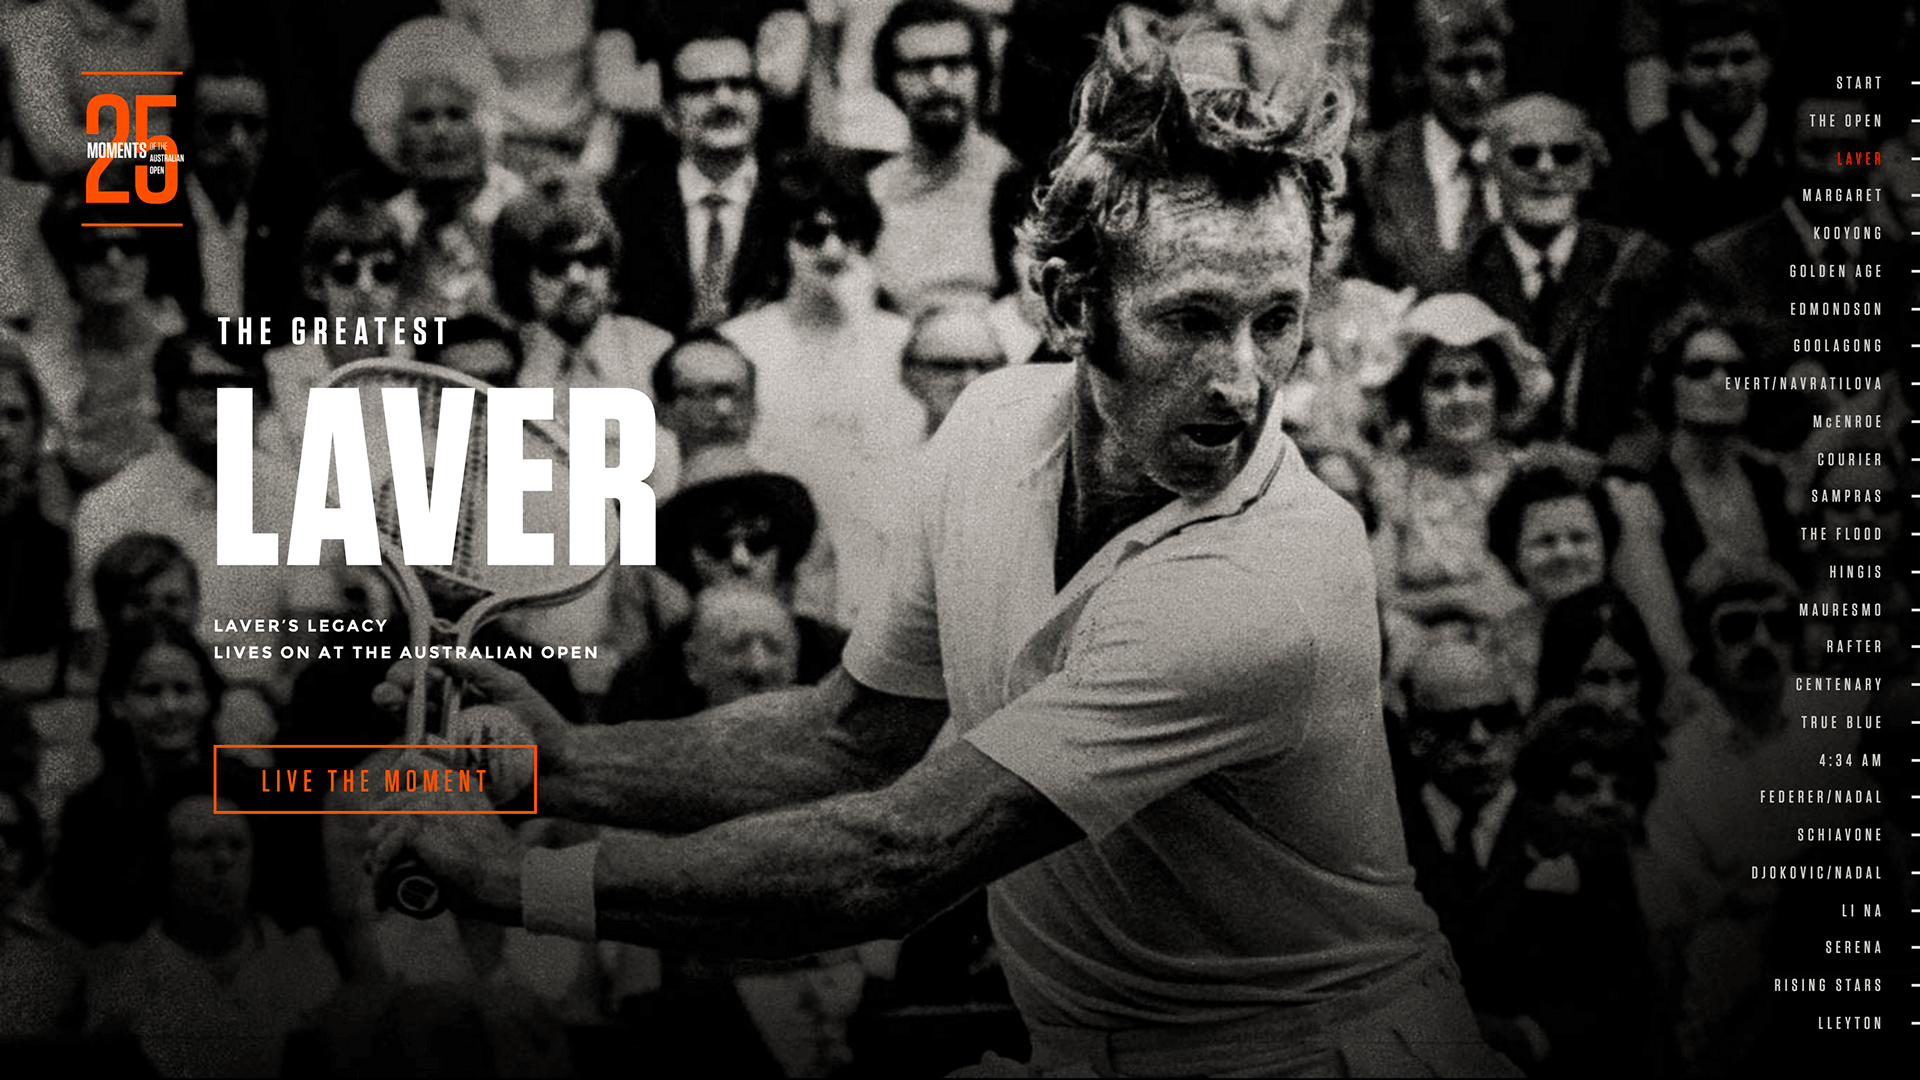 25
MOMENTS
OF THE
AUSTRALIAN
OPEN
THE GREATEST
LAVER
LAVER'S LEGACY
LIVES ON AT THE AUSTRALIAN OPEN
LIVE THE MOMENT
START
THE OPEN
LAVER
MARGARET
KOOYONG
GOLDEN AGE
EDMONDSON
GOOLAGONG
EVERT/NAVRATILOVA
McENROE
COURIER
SAMPRAS
THE FLOOD
HINGIS
MAURESMO
RAFTER
CENTENARY
TRUE BLUE
4:34 AM
FEDERER/NADAL
SCHIAVONE
DJOKOVIC/NADAL
LI NA
SERENA
RISING STARS
LLEYTON